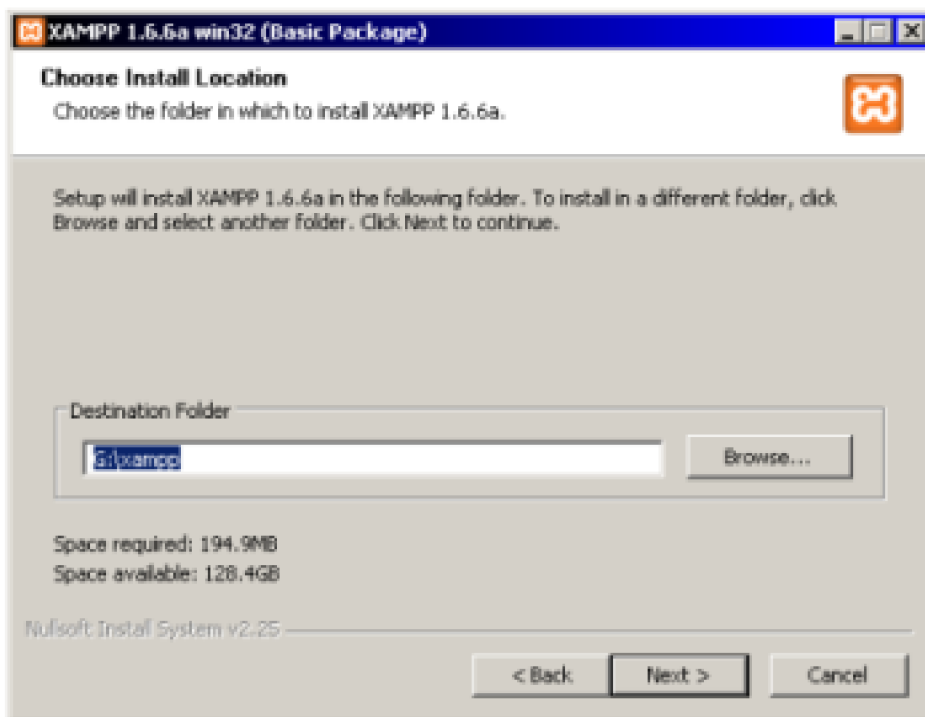 XAMPP 1.6.6a win32 (Basic Package)
Choose Install Location
Choose the folder in which to install XAMPP 1.6.6a.
Setup will install XAMPP 1.6.6a in the following folder. To install in a different folder, click
Browse and select another folder. Click Next to continue.
Destination Folder
G:\xampp
Browse...
Space required: 194.9MB
Space available: 128.4GB
Nullsoft Install System v2.25
< Back
Next >
Cancel